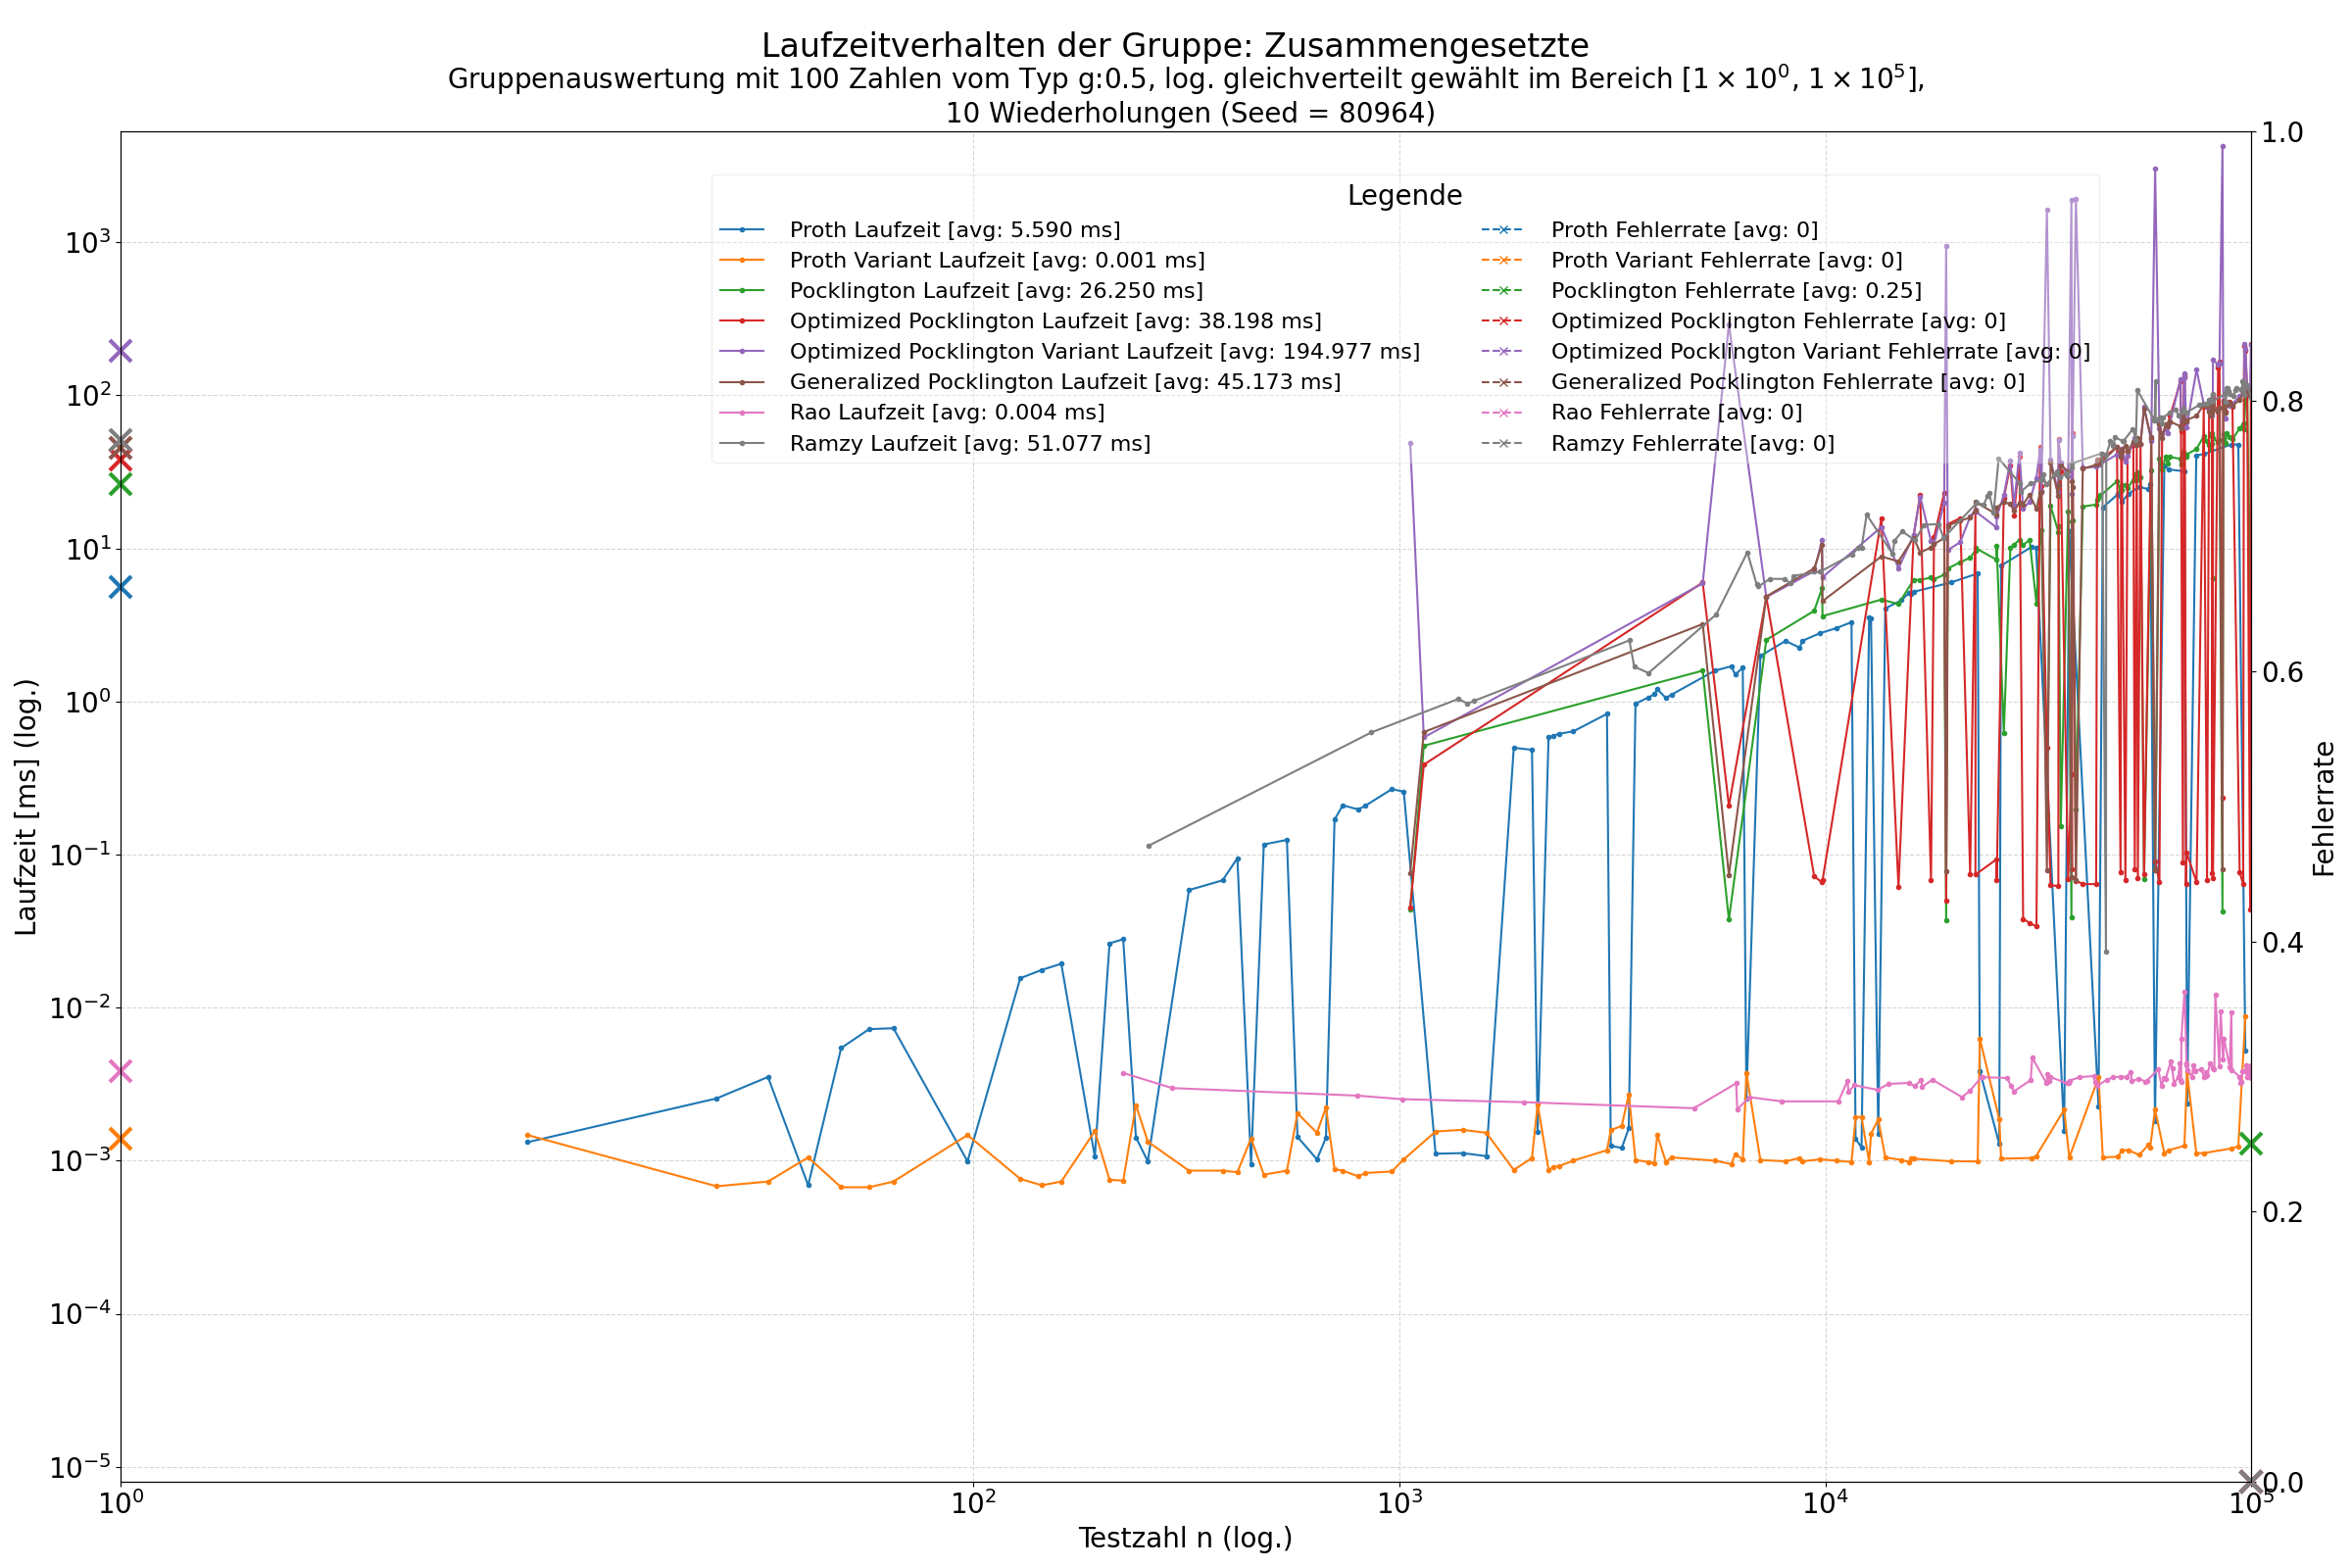 Laufzeitverhalten der Gruppe: Zusammengesetzte
Gruppenauswertung mit 100 Zahlen vom Typ g:0.5, log. gleichverteilt gewählt im Bereich [1 × 10⁰, 1 × 10⁵],
10 Wiederholungen (Seed = 80964)
Legende
Proth Laufzeit [avg: 5.590 ms]
Proth Variant Laufzeit [avg: 0.001 ms]
Pocklington Laufzeit [avg: 26.250 ms]
Optimized Pocklington Laufzeit [avg: 38.198 ms]
Optimized Pocklington Variant Laufzeit [avg: 194.977 ms]
Generalized Pocklington Laufzeit [avg: 45.173 ms]
Rao Laufzeit [avg: 0.004 ms]
Ramzy Laufzeit [avg: 51.077 ms]
Proth Fehlerrate [avg: 0]
Proth Variant Fehlerrate [avg: 0]
Pocklington Fehlerrate [avg: 0.25]
Optimized Pocklington Fehlerrate [avg: 0]
Optimized Pocklington Variant Fehlerrate [avg: 0]
Generalized Pocklington Fehlerrate [avg: 0]
Rao Fehlerrate [avg: 0]
Ramzy Fehlerrate [avg: 0]
Laufzeit [ms] (log.)
10³
10²
10¹
10⁰
10⁻¹
10⁻²
10⁻³
10⁻⁴
10⁻⁵
10⁰
10²
10³
10⁴
10⁵
Testzahl n (log.)
1.0
0.8
0.6
0.4
0.2
0.0
Fehlerrate